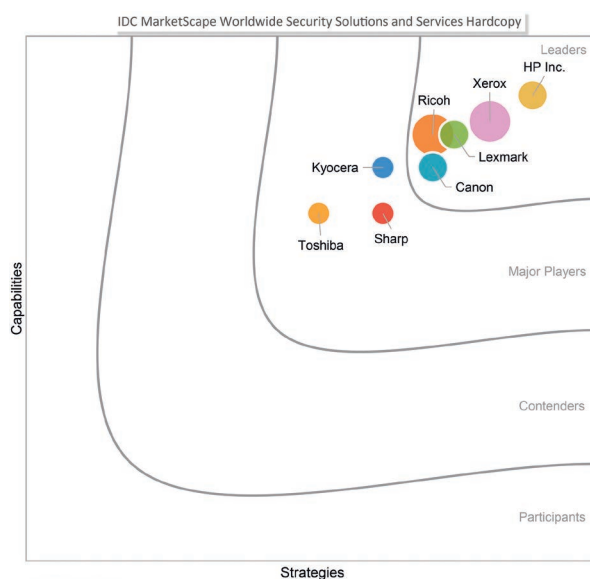 IDC MarketScape Worldwide Security Solutions and Services Hardcopy
Leaders
HP Inc.
Xerox
Ricoh
Lexmark
Kyocera
Canon
Toshiba
Sharp
Major Players
Capabilities
Contenders
Participants
Strategies